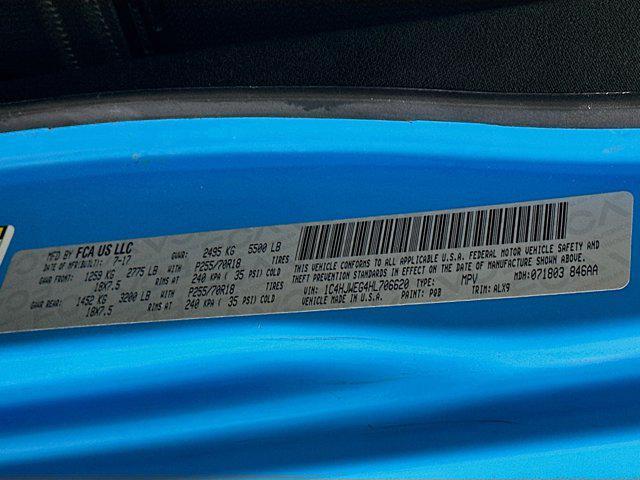 MFD BY FCA US LLC
DATE OF MFR: 7-17 GVWR: 2495 KG 5500 LB
GAWR FRONT: 1259 KG 2775 LB WITH P255/70R18 TIRES
18X7.5 RIMS AT 240 KPA ( 35 PSI) COLD
GAWR REAR: 1452 KG 3200 LB WITH P255/70R18 TIRES
18X7.5 RIMS AT 240 KPA ( 35 PSI) COLD
THIS VEHICLE CONFORMS TO ALL APPLICABLE U.S.A. FEDERAL MOTOR VEHICLE SAFETY AND
THEFT PREVENTION STANDARDS IN EFFECT ON THE DATE OF MANUFACTURE SHOWN ABOVE.
VIN: 1C4HJWEG4HL706620 TYPE: MPV MDH: 071803 846AA
VEHICLE MADE IN U.S.A. PAINT: PQB TRIM: ALX9